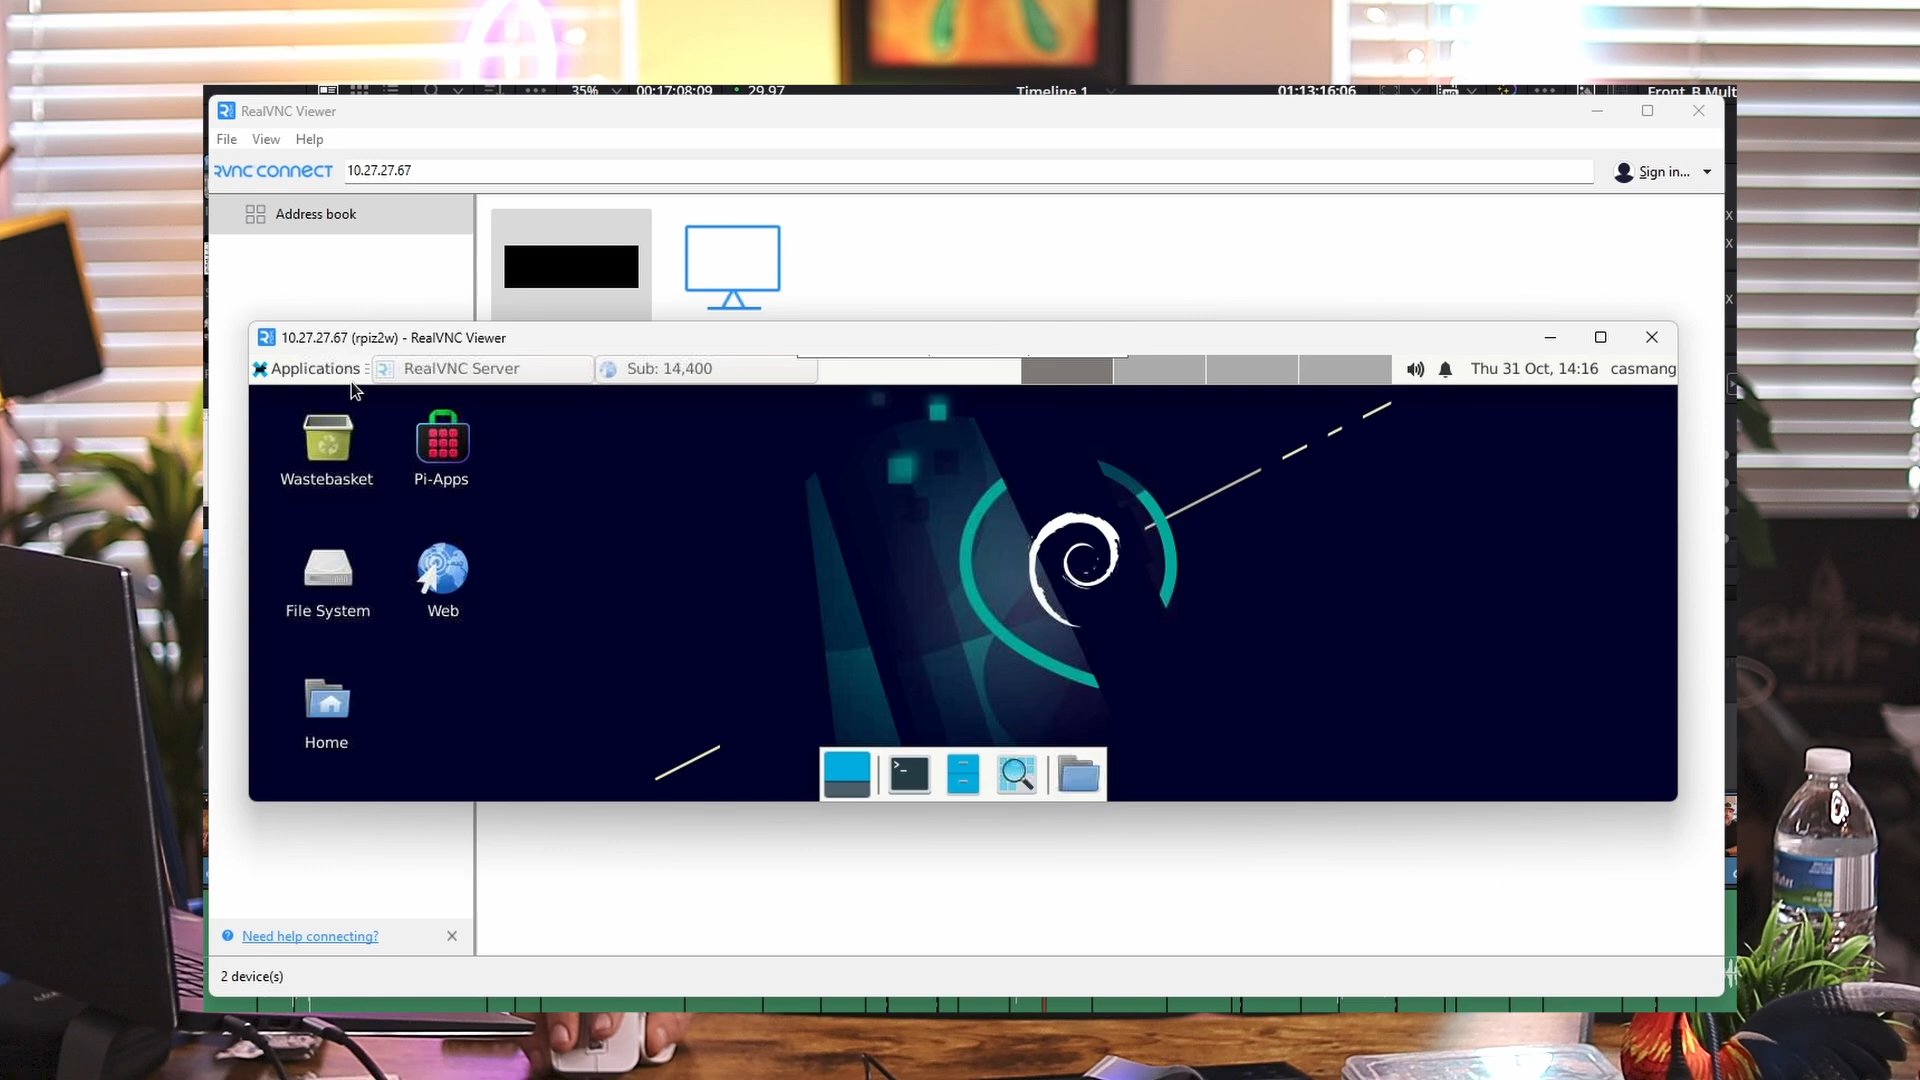 35% 00:17:08:09 29.97 Timeline 1 01:13:16:06 Front_B Mult
RealVNC Viewer
File View Help
RVNC CONNECT 10.27.27.67 Sign in...
Address book
10.27.27.67 (rpiz2w) - RealVNC Viewer
Applications RealVNC Server Sub: 14,400 Thu 31 Oct, 14:16 casmang
Wastebasket Pi-Apps
File System Web
Home
Need help connecting?
2 device(s)